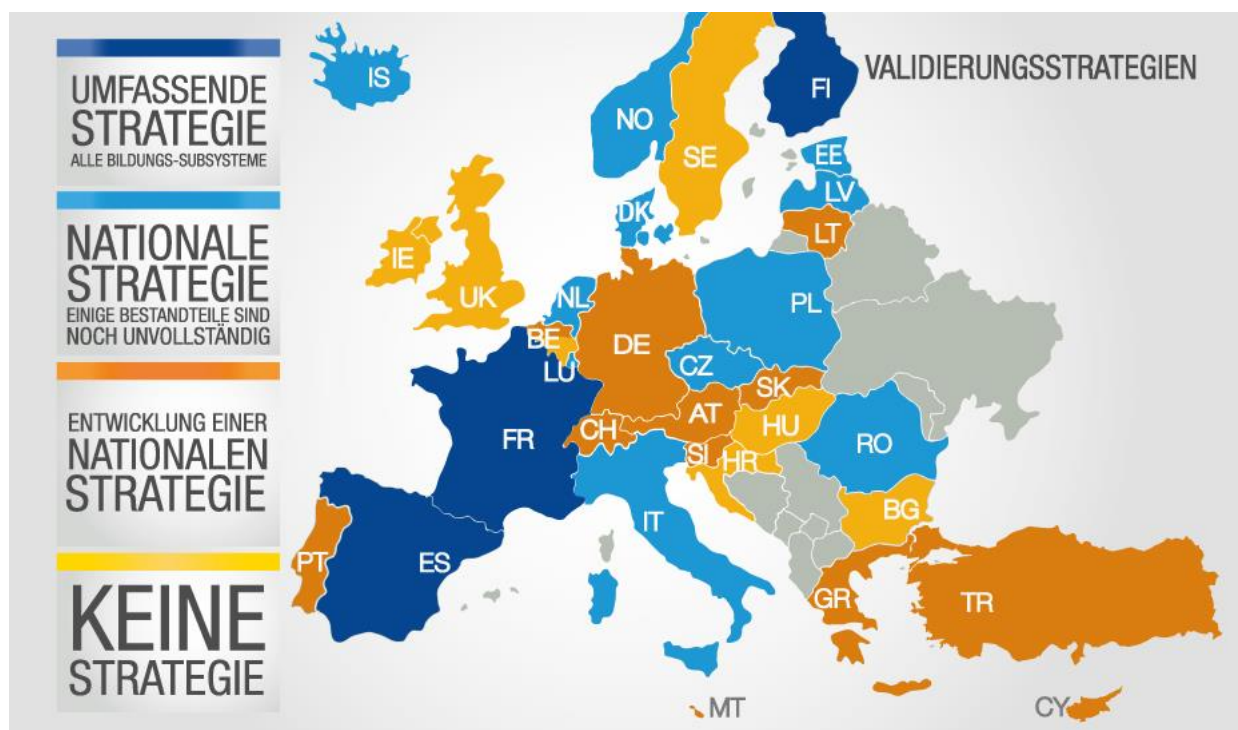 UMFASSENDE
STRATEGIE
ALLE BILDUNGS-SUBSYSTEME
NATIONALE
STRATEGIE
EINIGE BESTANDTEILE SIND
NOCH UNVOLLSTÄNDIG
ENTWICKLUNG EINER
NATIONALEN
STRATEGIE
KEINE
STRATEGIE
VALIDIERUNGSSTRATEGIEN
IS
FI
NO
SE
EE
LV
DK
LT
IE
UK
NL
PL
BE
DE
LU
CZ
SK
AT
CH
HU
FR
RO
SI
HR
BG
IT
PT
ES
GR
TR
MT
CY